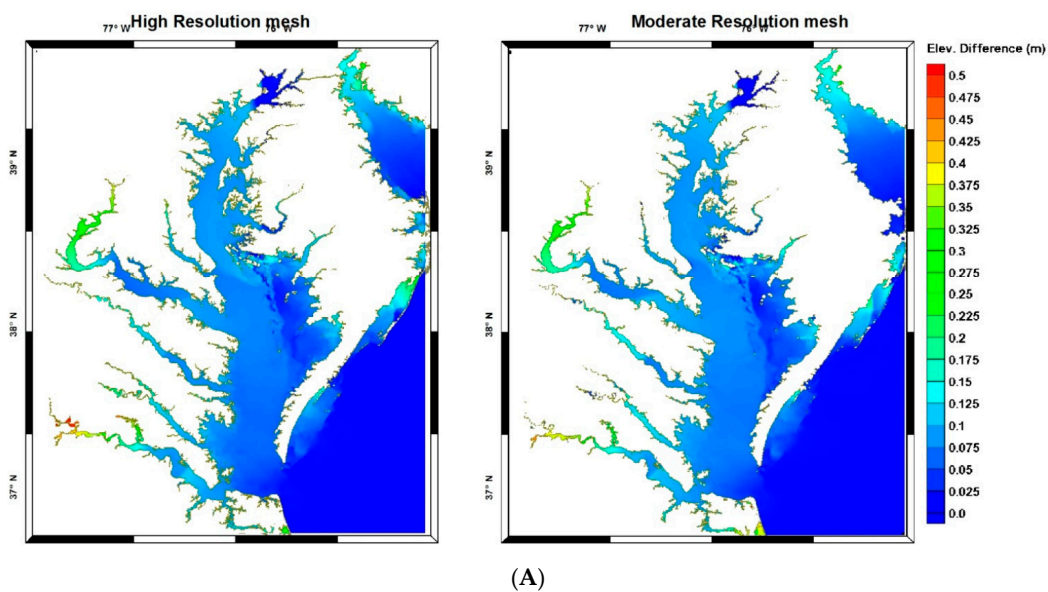 High Resolution mesh
Moderate Resolution mesh
77° W
76° W
77° W
76° W
Elev. Difference (m)
39° N
38° N
37° N
39° N
38° N
37° N
0.5
0.475
0.45
0.425
0.4
0.375
0.35
0.325
0.3
0.275
0.25
0.225
0.2
0.175
0.15
0.125
0.1
0.075
0.05
0.025
0.0
(A)